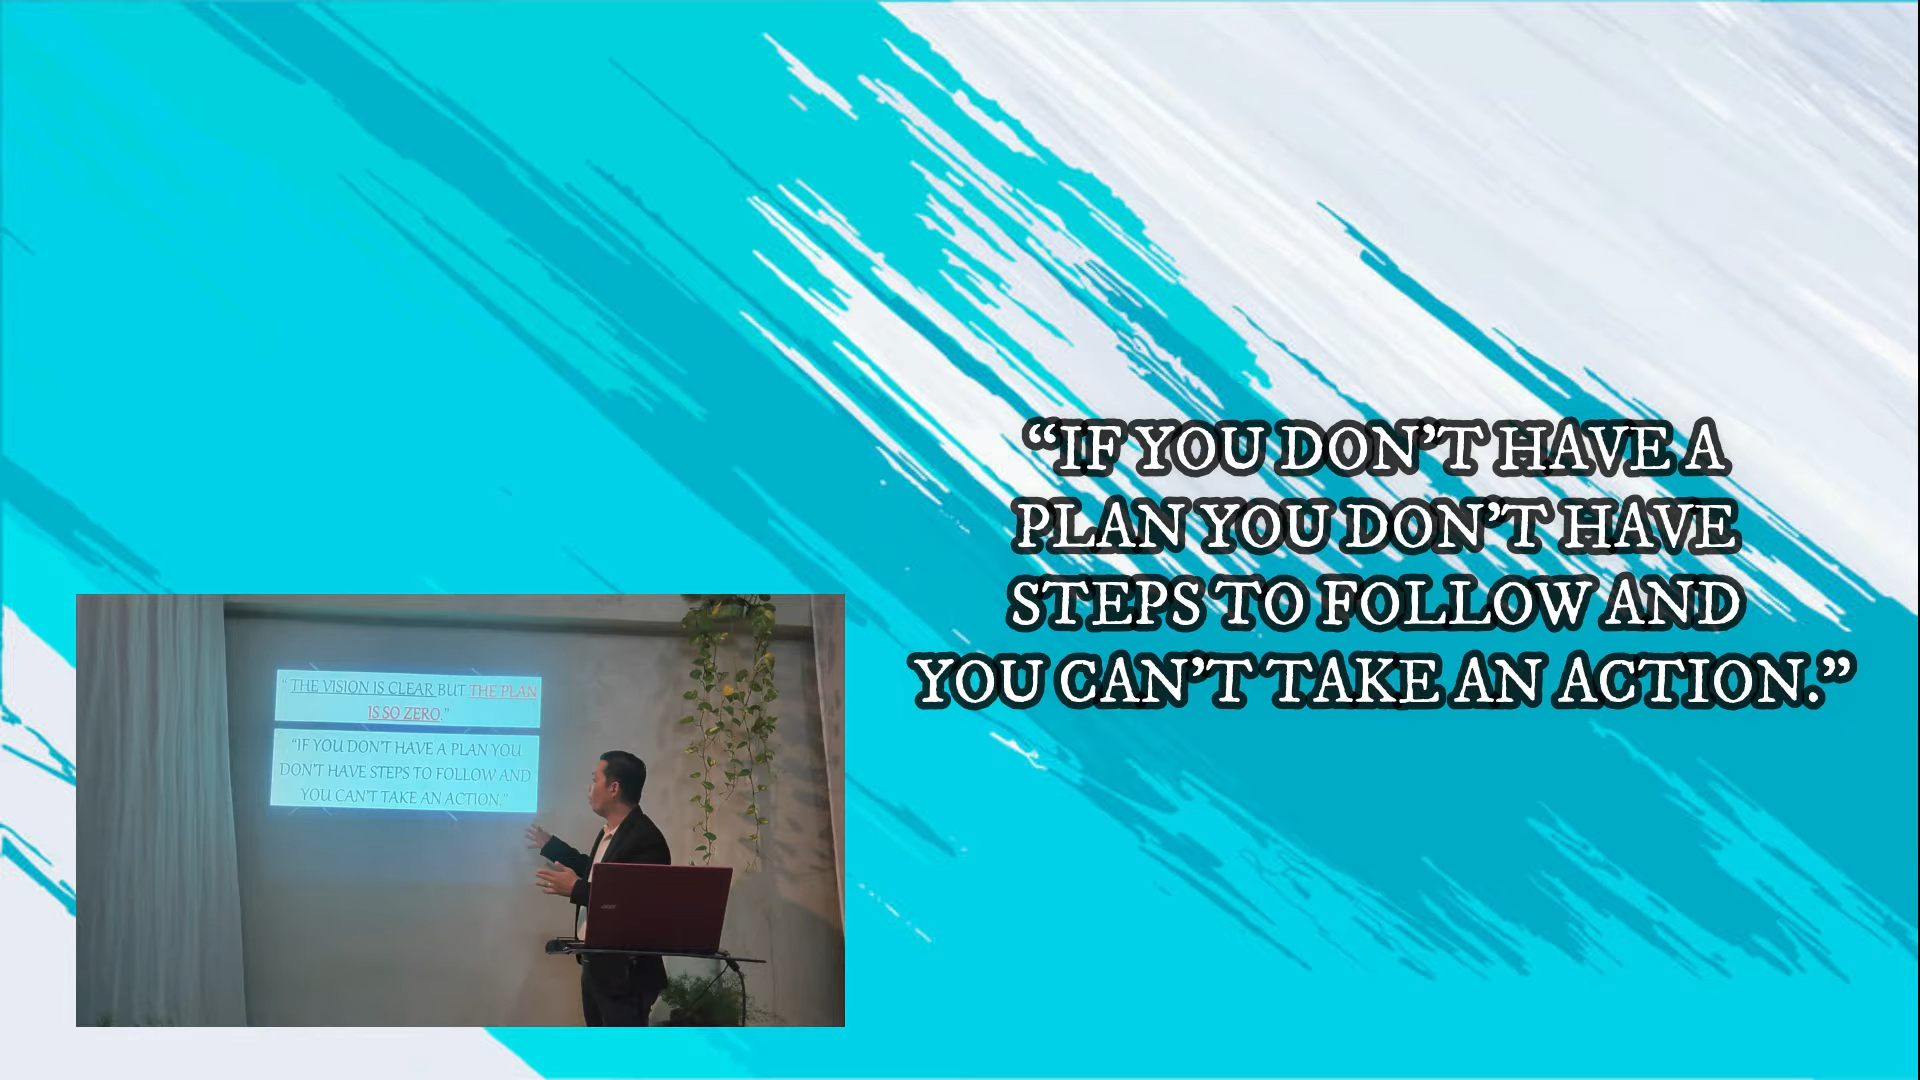 “IF YOU DON’T HAVE A
PLAN YOU DON’T HAVE
STEPS TO FOLLOW AND
YOU CAN’T TAKE AN ACTION.”
“ THE VISION IS CLEAR BUT THE PLAN
IS SO ZERO.”
“IF YOU DON’T HAVE A PLAN YOU
DON’T HAVE STEPS TO FOLLOW AND
YOU CAN’T TAKE AN ACTION.”
acer